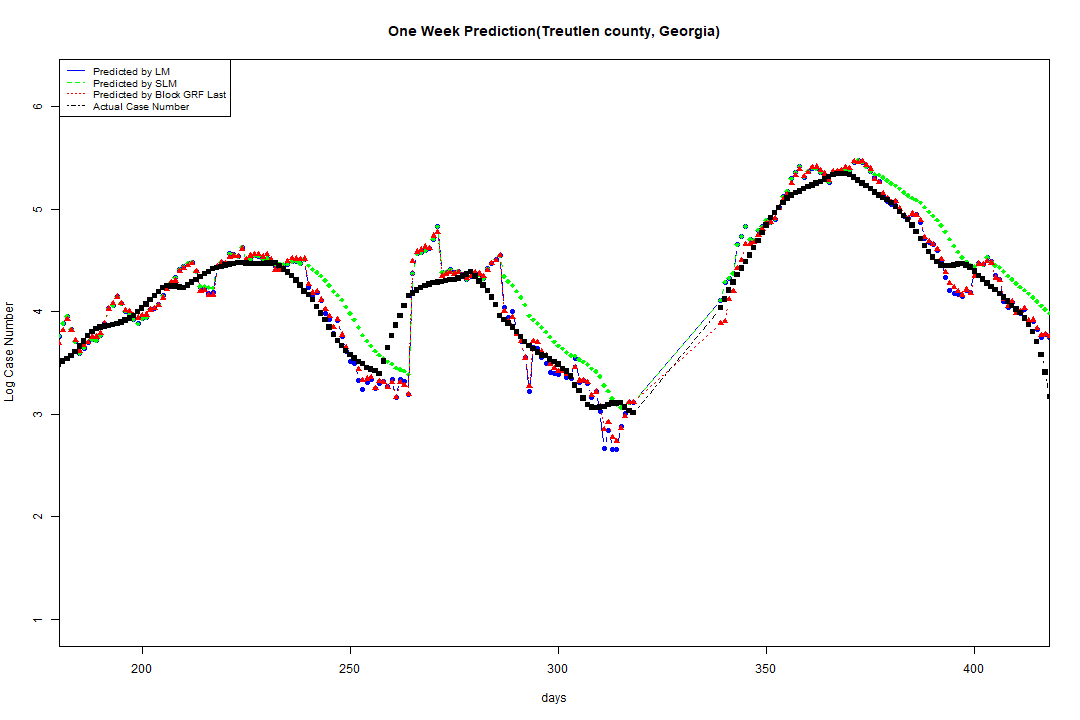 One Week Prediction(Treutlen county, Georgia)
Predicted by LM
Predicted by SLM
Predicted by Block GRF Last
Actual Case Number
Log Case Number
6
5
4
3
2
1
200 250 300 350 400
days